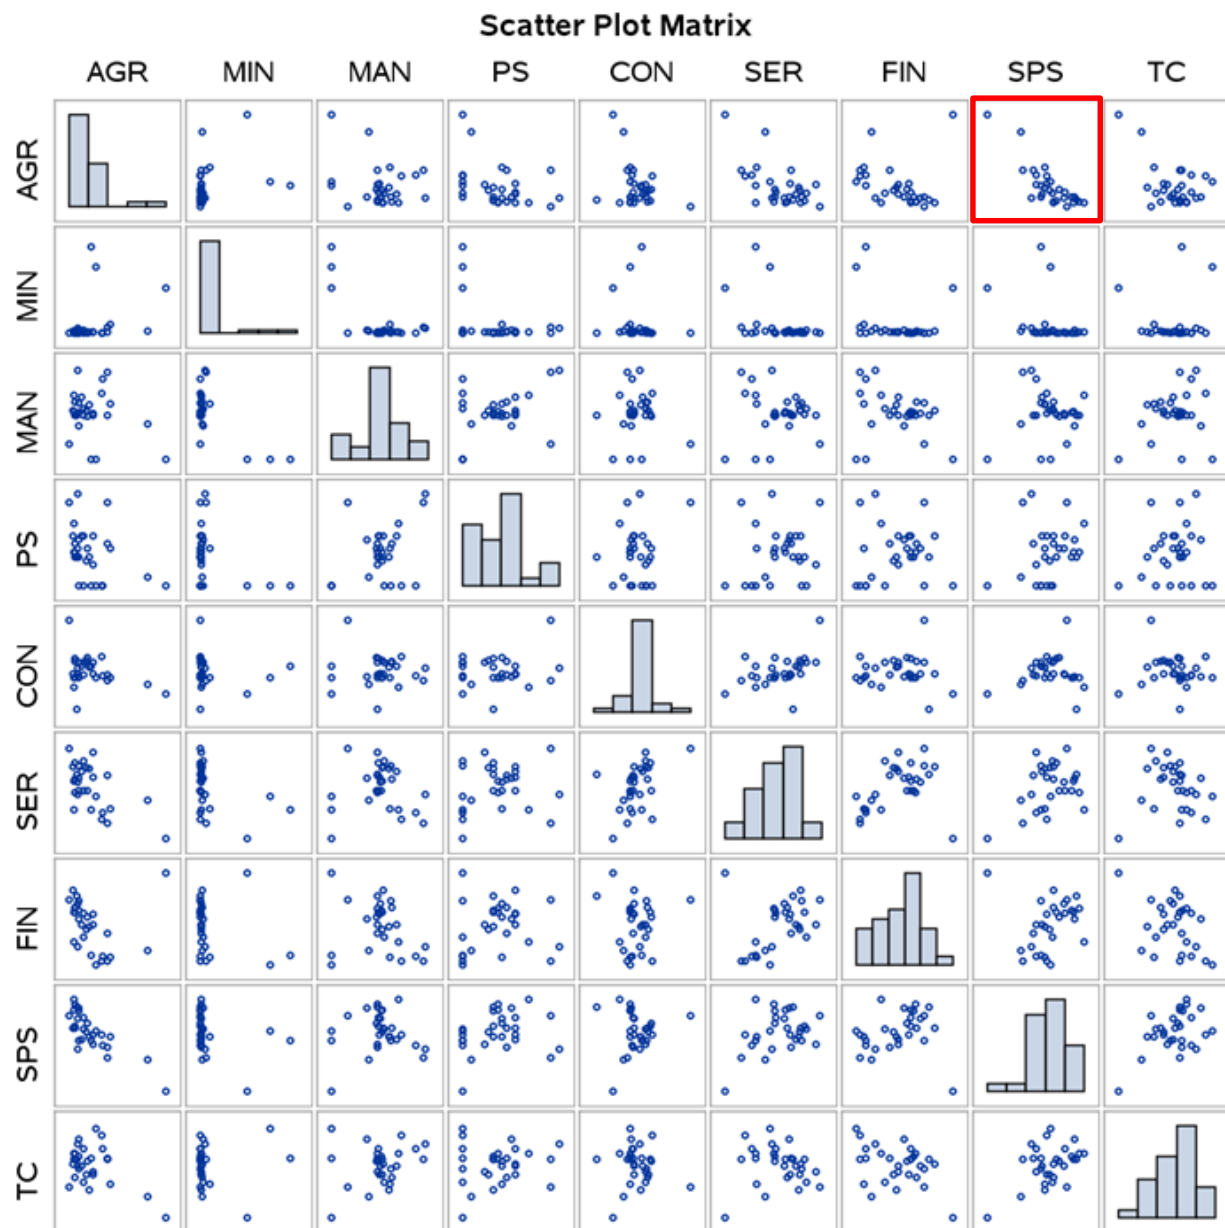 Scatter Plot Matrix
AGR MIN MAN PS CON SER FIN SPS TC
AGR
MIN
MAN
PS
CON
SER
FIN
SPS
TC